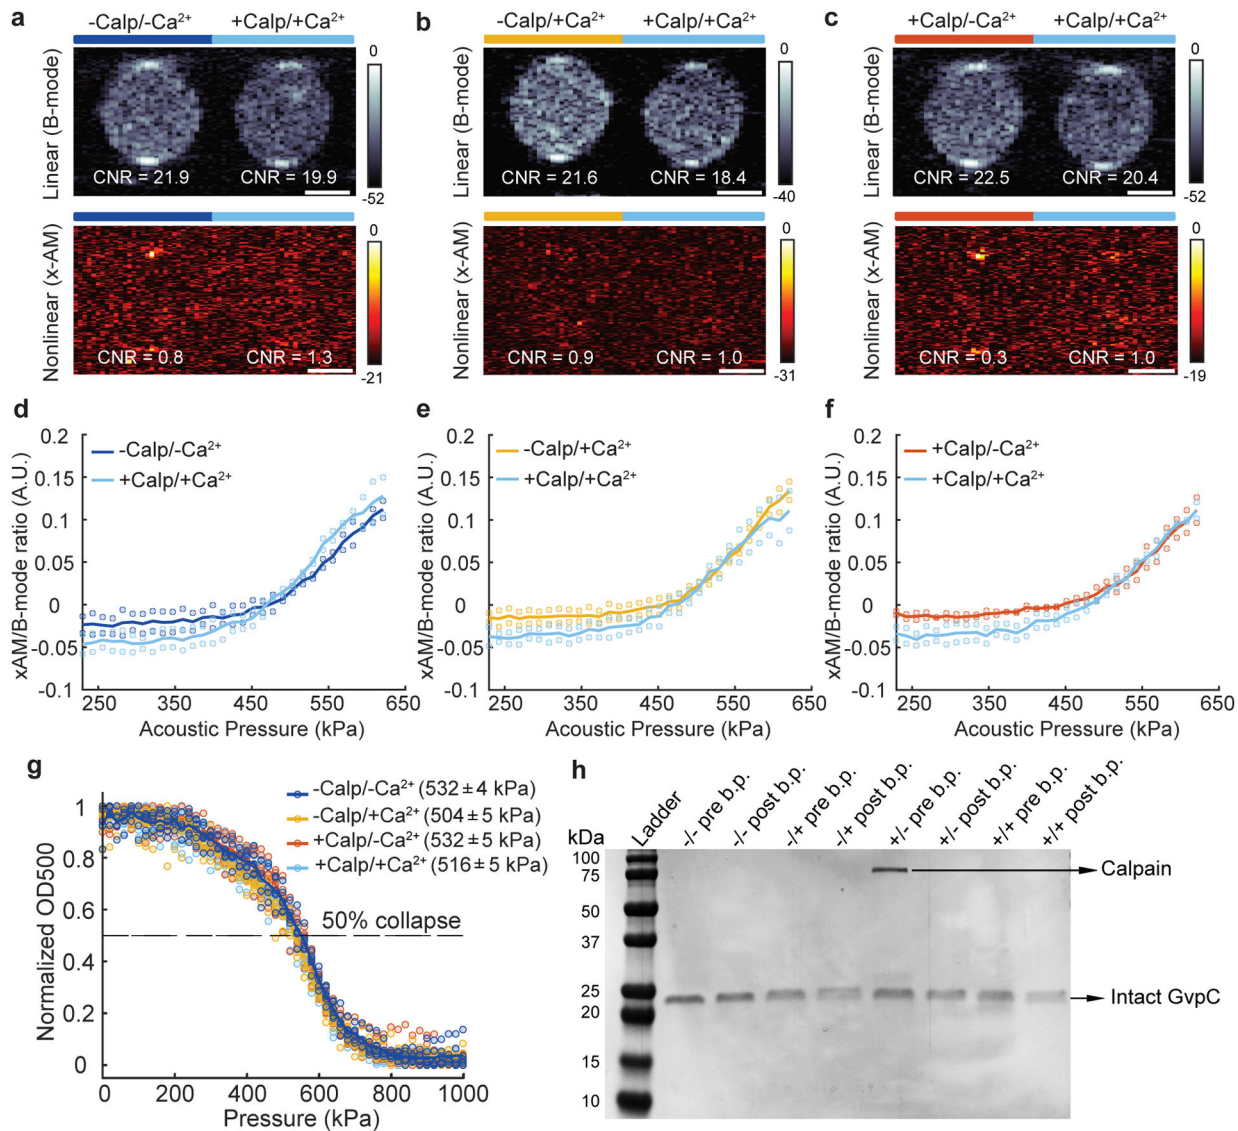 a
-Calp/-Ca²⁺ +Calp/+Ca²⁺
Linear (B-mode)
CNR = 21.9 CNR = 19.9
0
-52
Nonlinear (x-AM)
CNR = 0.8 CNR = 1.3
0
-21
b
-Calp/+Ca²⁺ +Calp/+Ca²⁺
Linear (B-mode)
CNR = 21.6 CNR = 18.4
0
-40
Nonlinear (x-AM)
CNR = 0.9 CNR = 1.0
0
-31
c
+Calp/-Ca²⁺ +Calp/+Ca²⁺
Linear (B-mode)
CNR = 22.5 CNR = 20.4
0
-52
Nonlinear (x-AM)
CNR = 0.3 CNR = 1.0
0
-19
d
xAM/B-mode ratio (A.U.)
0.2
0.15
0.1
0.05
0
-0.05
-0.1
-Calp/-Ca²⁺
+Calp/+Ca²⁺
250 350 450 550 650
Acoustic Pressure (kPa)
e
xAM/B-mode ratio (A.U.)
0.2
0.15
0.1
0.05
0
-0.05
-0.1
-Calp/+Ca²⁺
+Calp/+Ca²⁺
250 350 450 550 650
Acoustic Pressure (kPa)
f
xAM/B-mode ratio (A.U.)
0.2
0.15
0.1
0.05
0
-0.05
-0.1
+Calp/-Ca²⁺
+Calp/+Ca²⁺
250 350 450 550 650
Acoustic Pressure (kPa)
g
Normalized OD500
1
0.8
0.6
0.4
0.2
0
-Calp/-Ca²⁺ (532 ± 4 kPa)
-Calp/+Ca²⁺ (504 ± 5 kPa)
+Calp/-Ca²⁺ (532 ± 5 kPa)
+Calp/+Ca²⁺ (516 ± 5 kPa)
50% collapse
0 200 400 600 800 1000
Pressure (kPa)
h
kDa
Ladder
-/- pre b.p.
-/- post b.p.
-/+ pre b.p.
-/+ post b.p.
+/- pre b.p.
+/- post b.p.
+/+ pre b.p.
+/+ post b.p.
100
75
50
37
25
20
15
10
Calpain
Intact GvpC